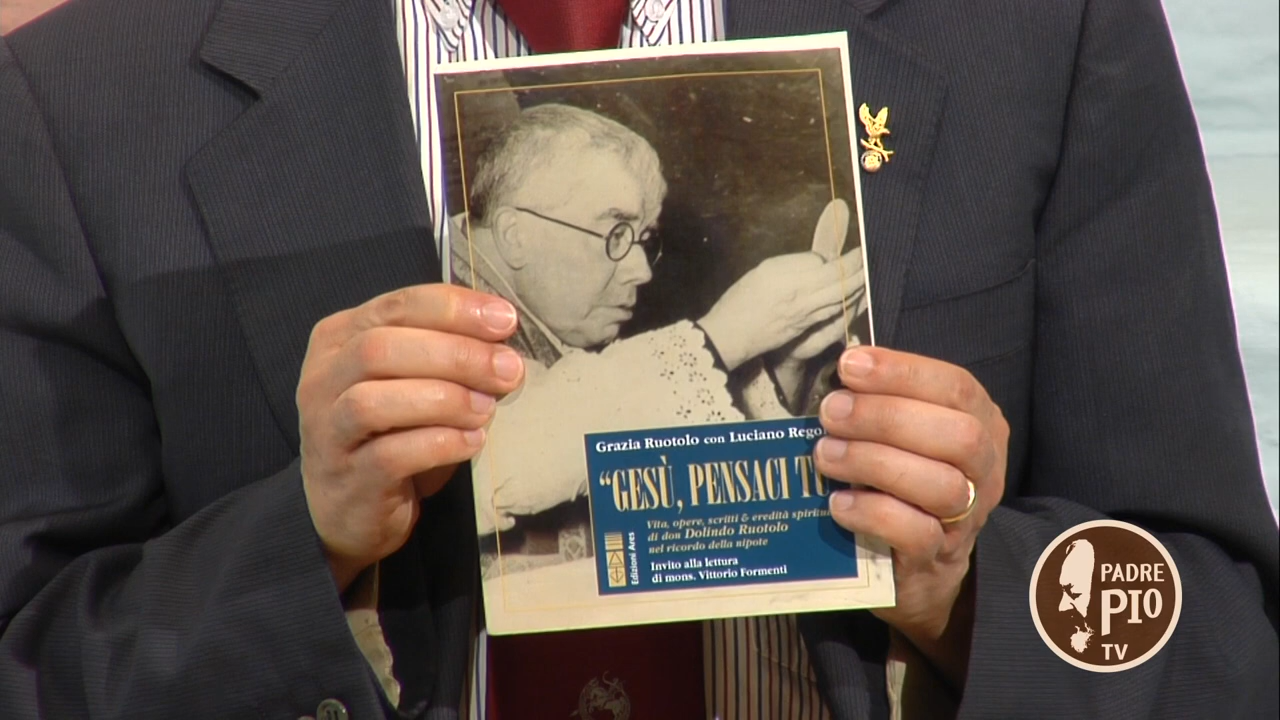 Grazia Ruotolo con Luciano Rego
“GESÙ, PENSACI TU
Vita, opere, scritti & eredità
di don Dolindo Ruotolo
nel ricordo della nipote
Invito alla lettura
di mons. Vittorio Formenti
Edizioni Ares
PADRE
PIO
TV